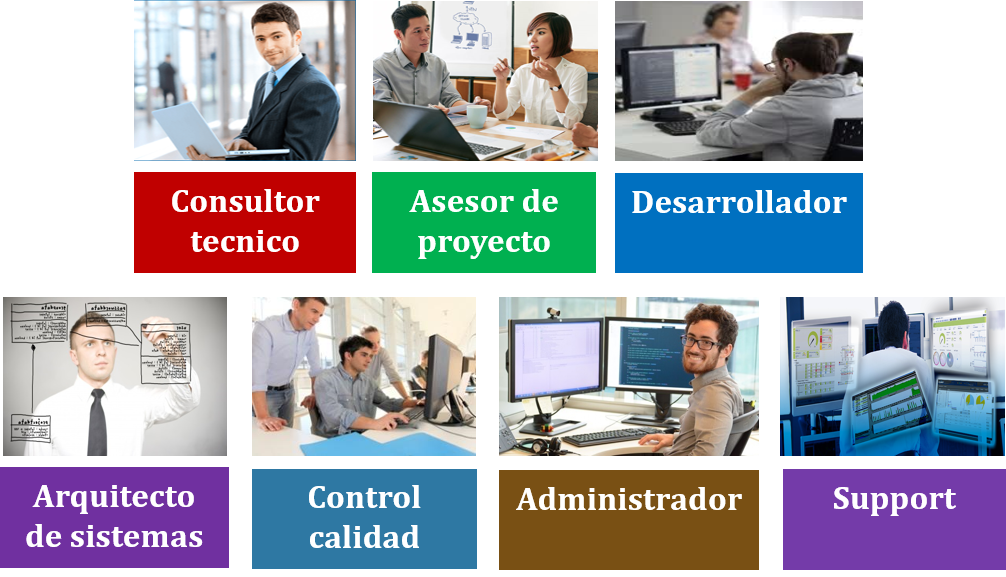 Consultor
tecnico
Asesor de
proyecto
Desarrollador
Arquitecto
de sistemas
Control
calidad
Administrador
Support